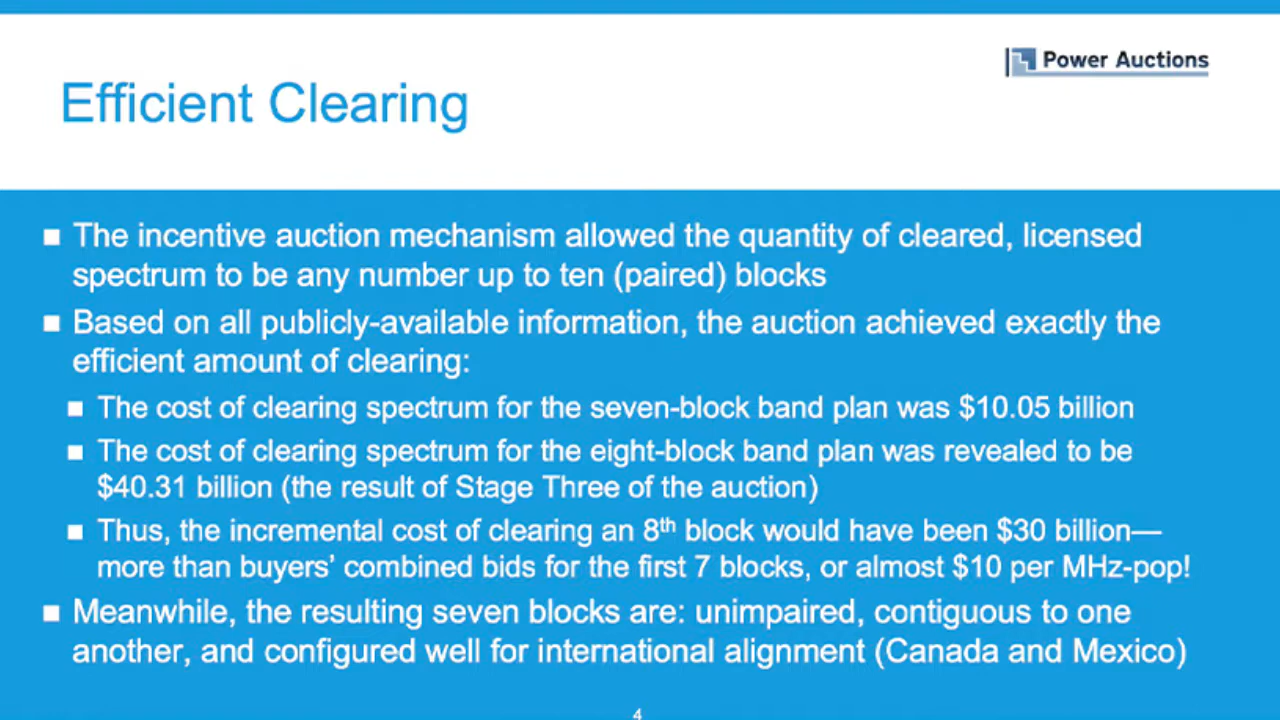 Power Auctions
Efficient Clearing
■ The incentive auction mechanism allowed the quantity of cleared, licensed
spectrum to be any number up to ten (paired) blocks
■ Based on all publicly-available information, the auction achieved exactly the
efficient amount of clearing:
■ The cost of clearing spectrum for the seven-block band plan was $10.05 billion
■ The cost of clearing spectrum for the eight-block band plan was revealed to be
$40.31 billion (the result of Stage Three of the auction)
■ Thus, the incremental cost of clearing an 8th block would have been $30 billion—
more than buyers’ combined bids for the first 7 blocks, or almost $10 per MHz-pop!
■ Meanwhile, the resulting seven blocks are: unimpaired, contiguous to one
another, and configured well for international alignment (Canada and Mexico)
4